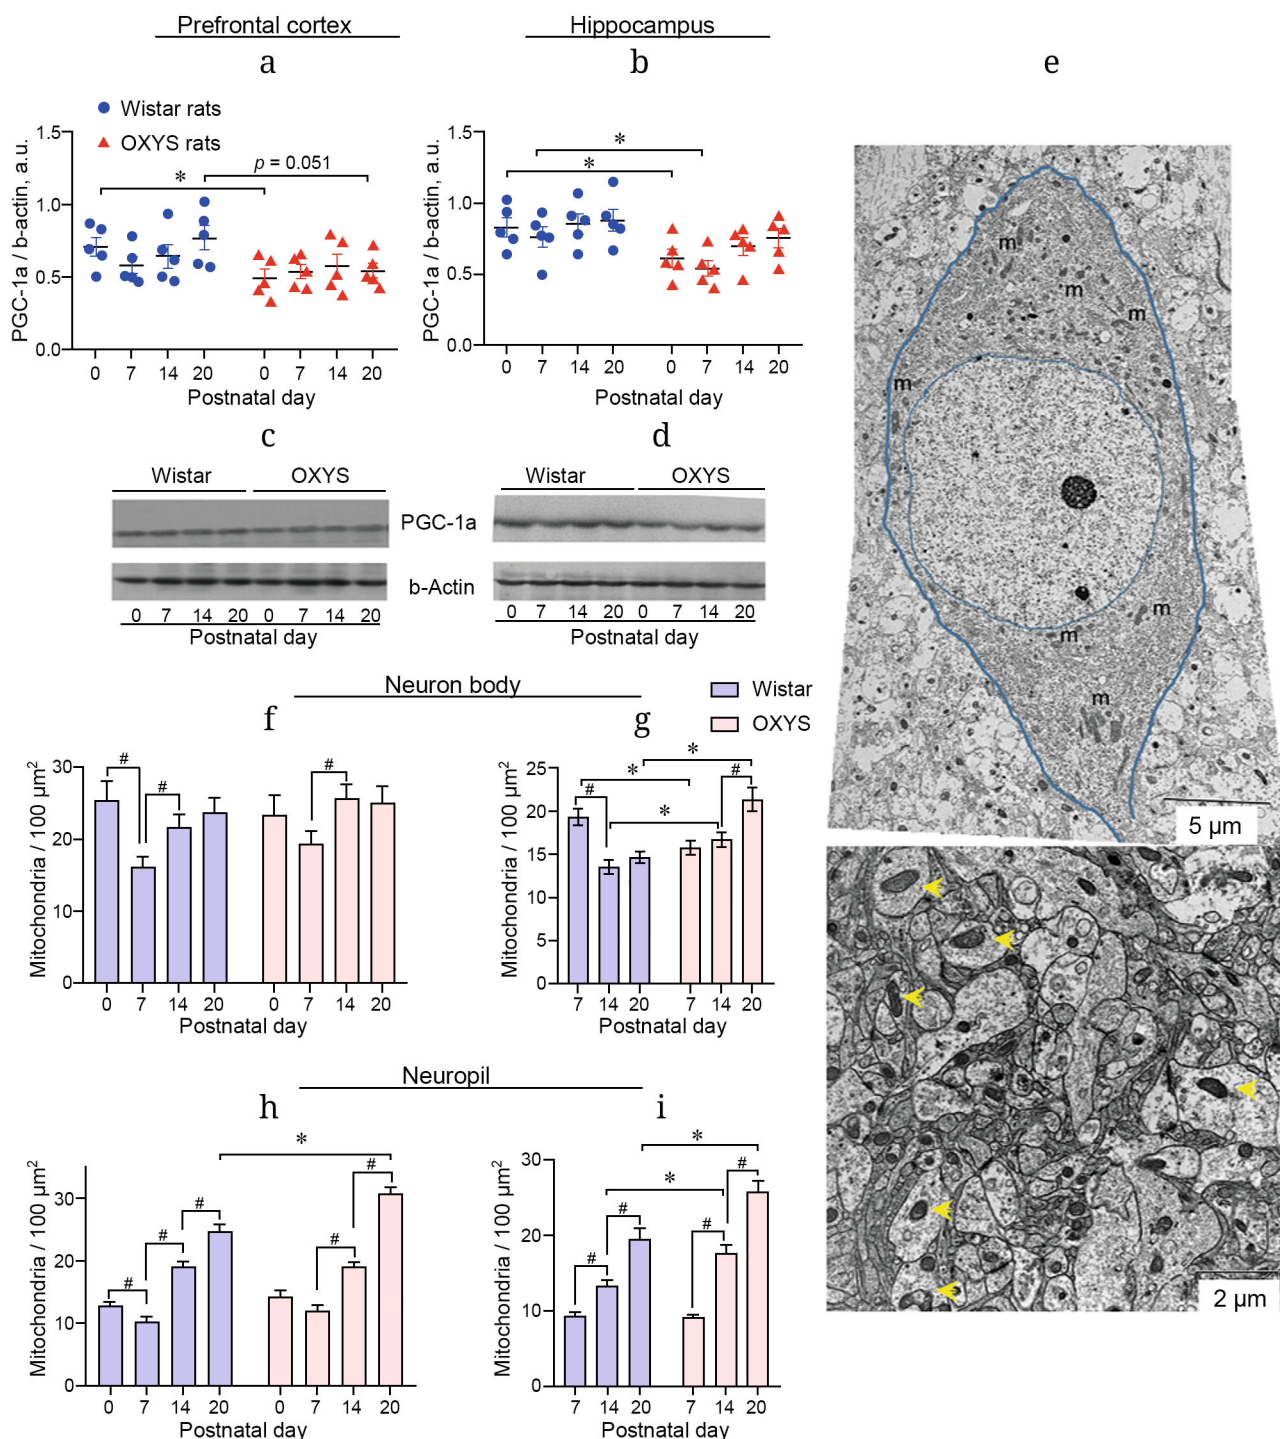 Prefrontal cortex
Hippocampus
a
b
e
Wistar rats
OXYS rats
PGC-1a / b-actin, a.u.
1.5
1.0
0.5
0.0
*
p = 0.051
0 7 14 20 0 7 14 20
Postnatal day
PGC-1a / b-actin, a.u.
1.5
1.0
0.5
0.0
*
*
0 7 14 20 0 7 14 20
Postnatal day
m
m
m
m
m
m
m
5 µm
c
d
Wistar OXYS
Wistar OXYS
PGC-1a
b-Actin
0 7 14 20 0 7 14 20
Postnatal day
0 7 14 20 0 7 14 20
Postnatal day
Neuron body
Wistar
OXYS
f
g
Mitochondria / 100 µm²
30
20
10
0
# # #
0 7 14 20 0 7 14 20
Postnatal day
Mitochondria / 100 µm²
25
20
15
10
5
0
*
*
#
#
*
7 14 20 7 14 20
Postnatal day
2 µm
Neuropil
h
i
Mitochondria / 100 µm²
30
20
10
0
*
#
#
#
#
#
0 7 14 20 0 7 14 20
Postnatal day
Mitochondria / 100 µm²
30
20
10
0
*
*
#
#
#
#
7 14 20 7 14 20
Postnatal day